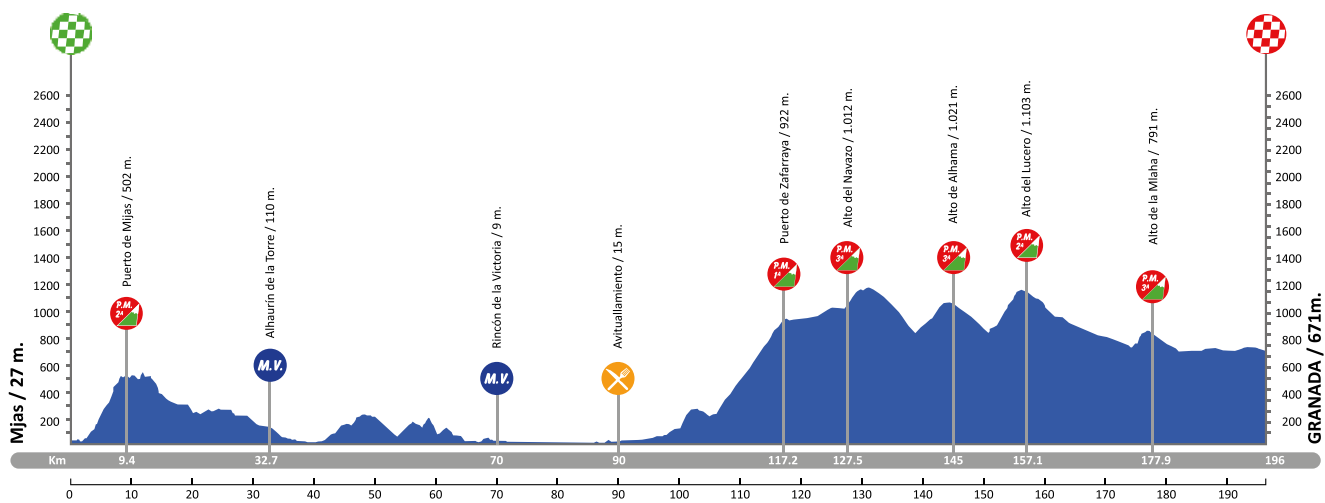 Puerto de Mijas / 502 m.
Alhaurín de la Torre / 110 m.
Rincón de la Victoria / 9 m.
Avituallamiento / 15 m.
Puerto de Zafarraya / 922 m.
Alto del Navazo / 1.012 m.
Alto de Alhama / 1.021 m.
Alto del Lucero / 1.103 m.
Alto de la Mlaha / 791 m.
P.M. 2ª
M.V.
M.V.
P.M. 1ª
P.M. 3ª
P.M. 3ª
P.M. 2ª
P.M. 3ª
2600
2400
2200
2000
1800
1600
1400
1200
1000
800
600
400
200
Mjas / 27 m.
2600
2400
2200
2000
1800
1600
1400
1200
1000
800
600
400
200
GRANADA / 671m.
Km 9.4 32.7 70 90 117.2 127.5 145 157.1 177.9 196
0 10 20 30 40 50 60 70 80 90 100 110 120 130 140 150 160 170 180 190